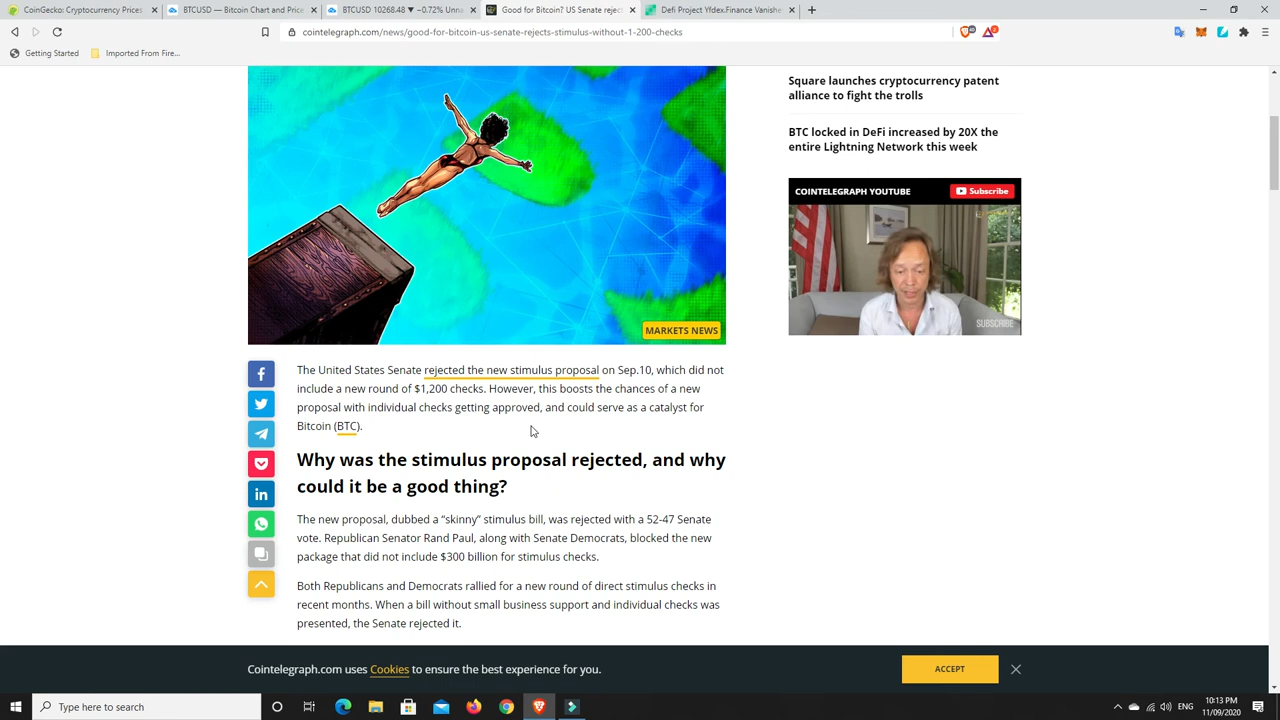 CoinGecko: Cryptocurrency Prices
BTCUSD — Bitcoin Chart and Price
BTCUSD 10268.48 −0.72% Unna
Good for Bitcoin? US Senate reject
Defi Project Yfdex.Finance Vanishe
cointelegraph.com/news/good-for-bitcoin-us-senate-rejects-stimulus-without-1-200-checks
Getting Started
Imported From Fire...
Square launches cryptocurrency patent
alliance to fight the trolls
BTC locked in DeFi increased by 20X the
entire Lightning Network this week
COINTELEGRAPH YOUTUBE
Subscribe
SUBSCRIBE
MARKETS NEWS
The United States Senate rejected the new stimulus proposal on Sep.10, which did not
include a new round of $1,200 checks. However, this boosts the chances of a new
proposal with individual checks getting approved, and could serve as a catalyst for
Bitcoin (BTC).
Why was the stimulus proposal rejected, and why
could it be a good thing?
The new proposal, dubbed a “skinny” stimulus bill, was rejected with a 52-47 Senate
vote. Republican Senator Rand Paul, along with Senate Democrats, blocked the new
package that did not include $300 billion for stimulus checks.
Both Republicans and Democrats rallied for a new round of direct stimulus checks in
recent months. When a bill without small business support and individual checks was
presented, the Senate rejected it.
Cointelegraph.com uses Cookies to ensure the best experience for you.
ACCEPT
Type here to search
ENG
10:13 PM
11/09/2020